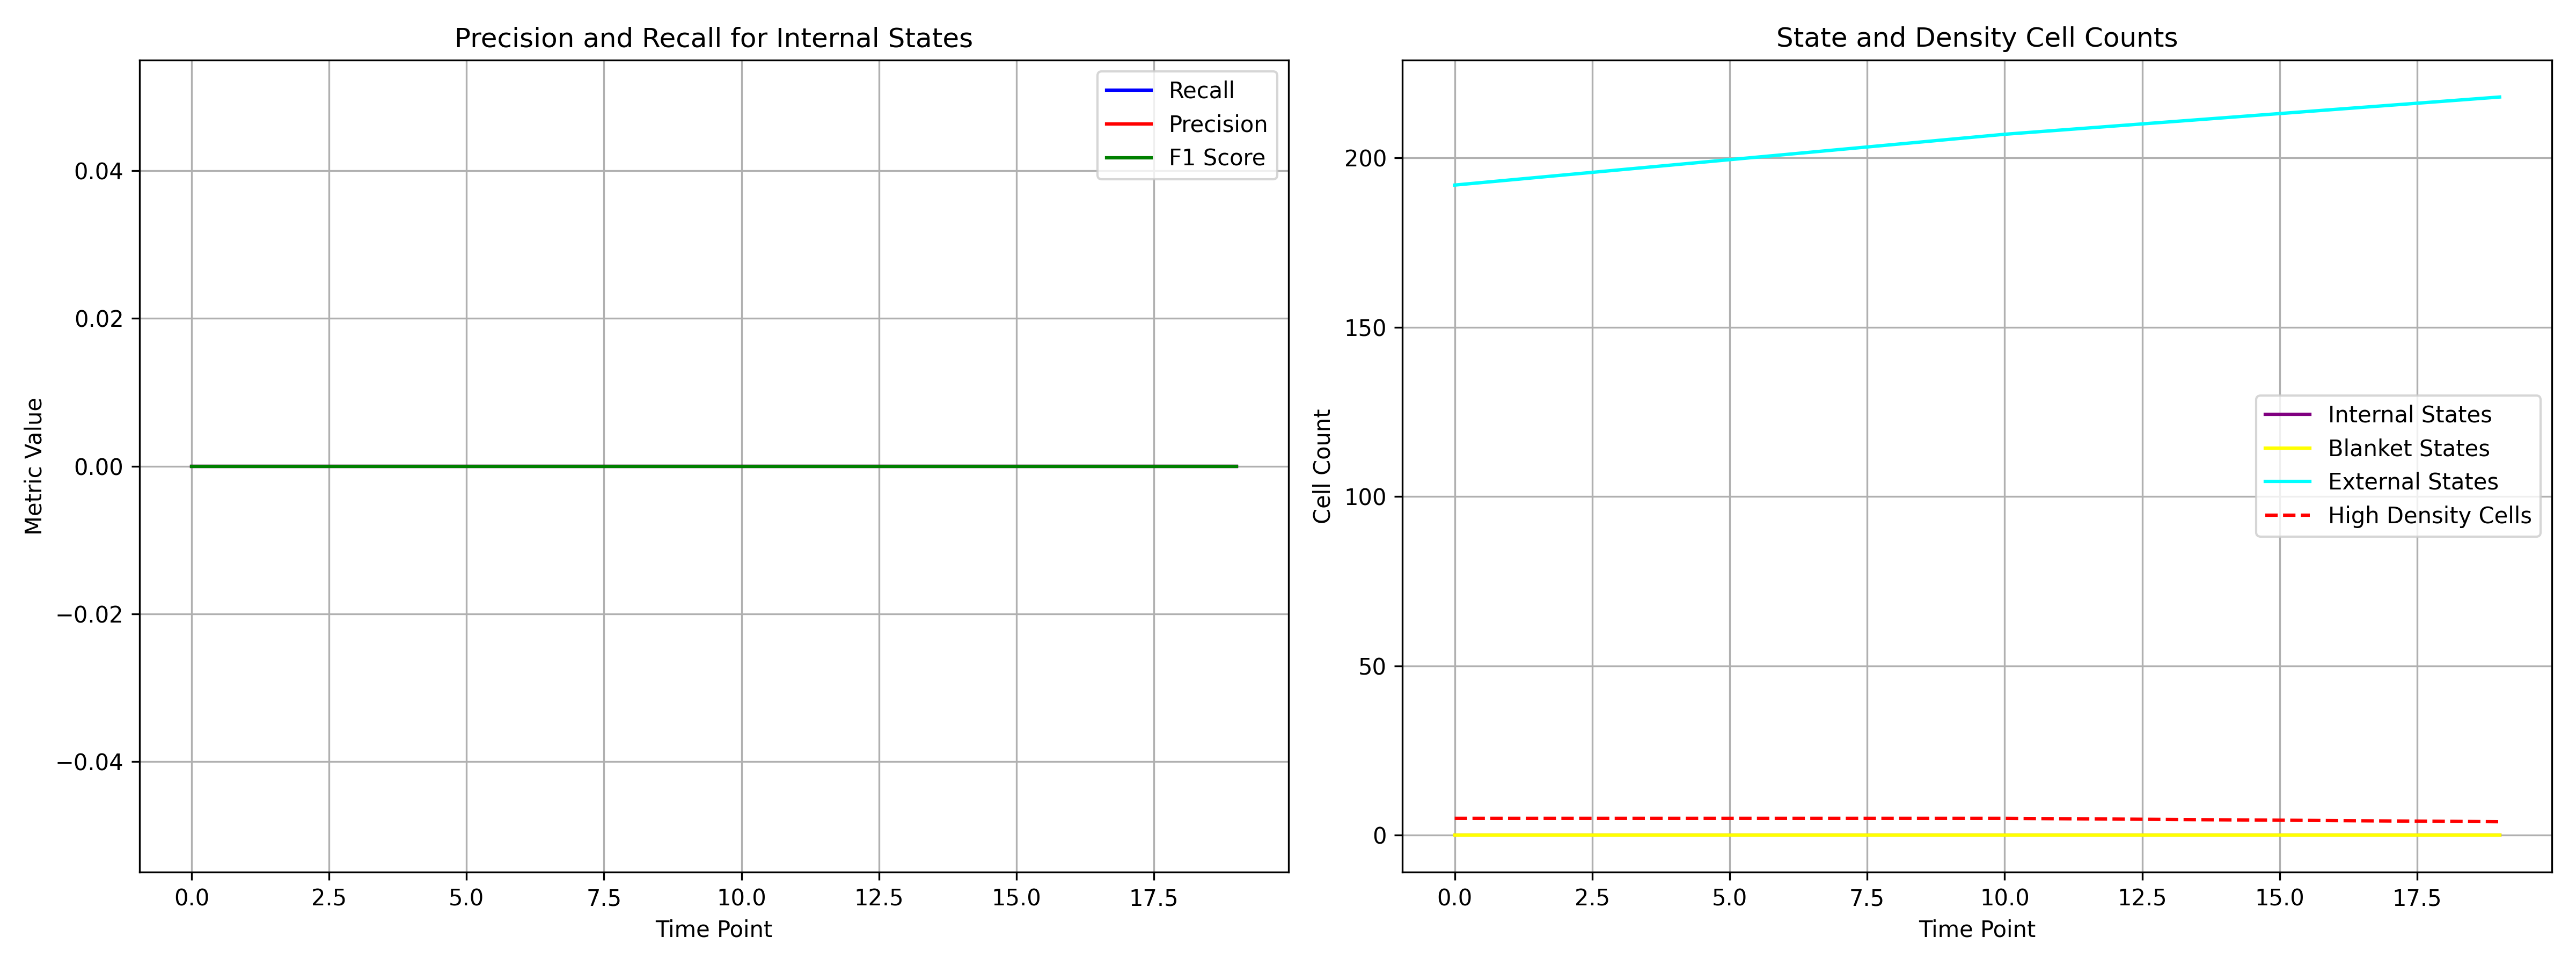 Precision and Recall for Internal States
Recall
Precision
F1 Score
0.04
0.02
0.00
−0.02
−0.04
Metric Value
0.0 2.5 5.0 7.5 10.0 12.5 15.0 17.5
Time Point
State and Density Cell Counts
200
150
100
50
0
Cell Count
Internal States
Blanket States
External States
High Density Cells
0.0 2.5 5.0 7.5 10.0 12.5 15.0 17.5
Time Point